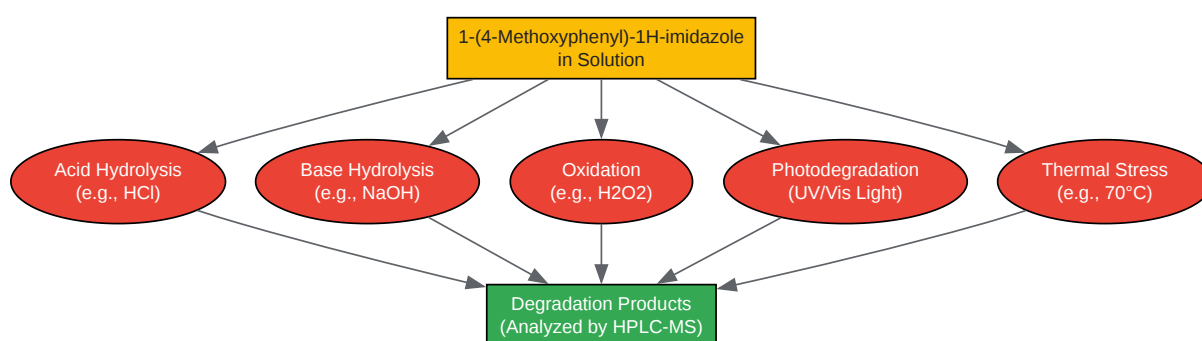 1-(4-Methoxyphenyl)-1H-imidazole
in Solution
Acid Hydrolysis
(e.g., HCl)
Base Hydrolysis
(e.g., NaOH)
Oxidation
(e.g., H2O2)
Photodegradation
(UV/Vis Light)
Thermal Stress
(e.g., 70°C)
Degradation Products
(Analyzed by HPLC-MS)